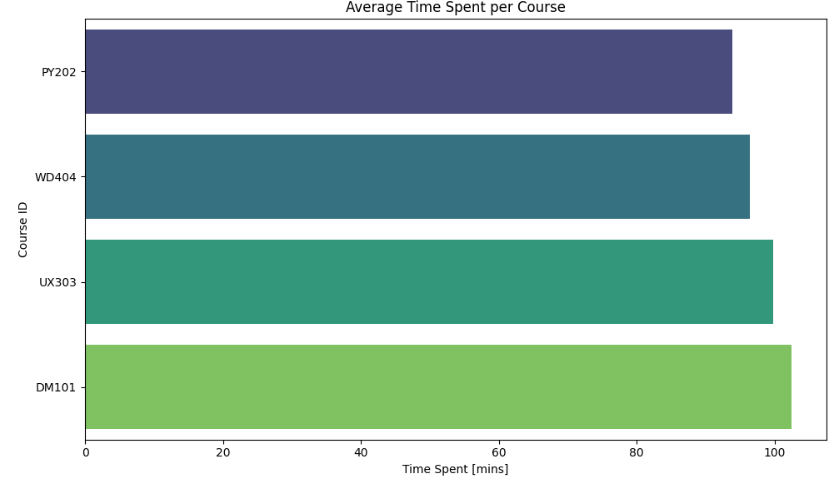 Average Time Spent per Course
PY202
WD404
UX303
DM101
Course ID
0 20 40 60 80 100
Time Spent [mins]